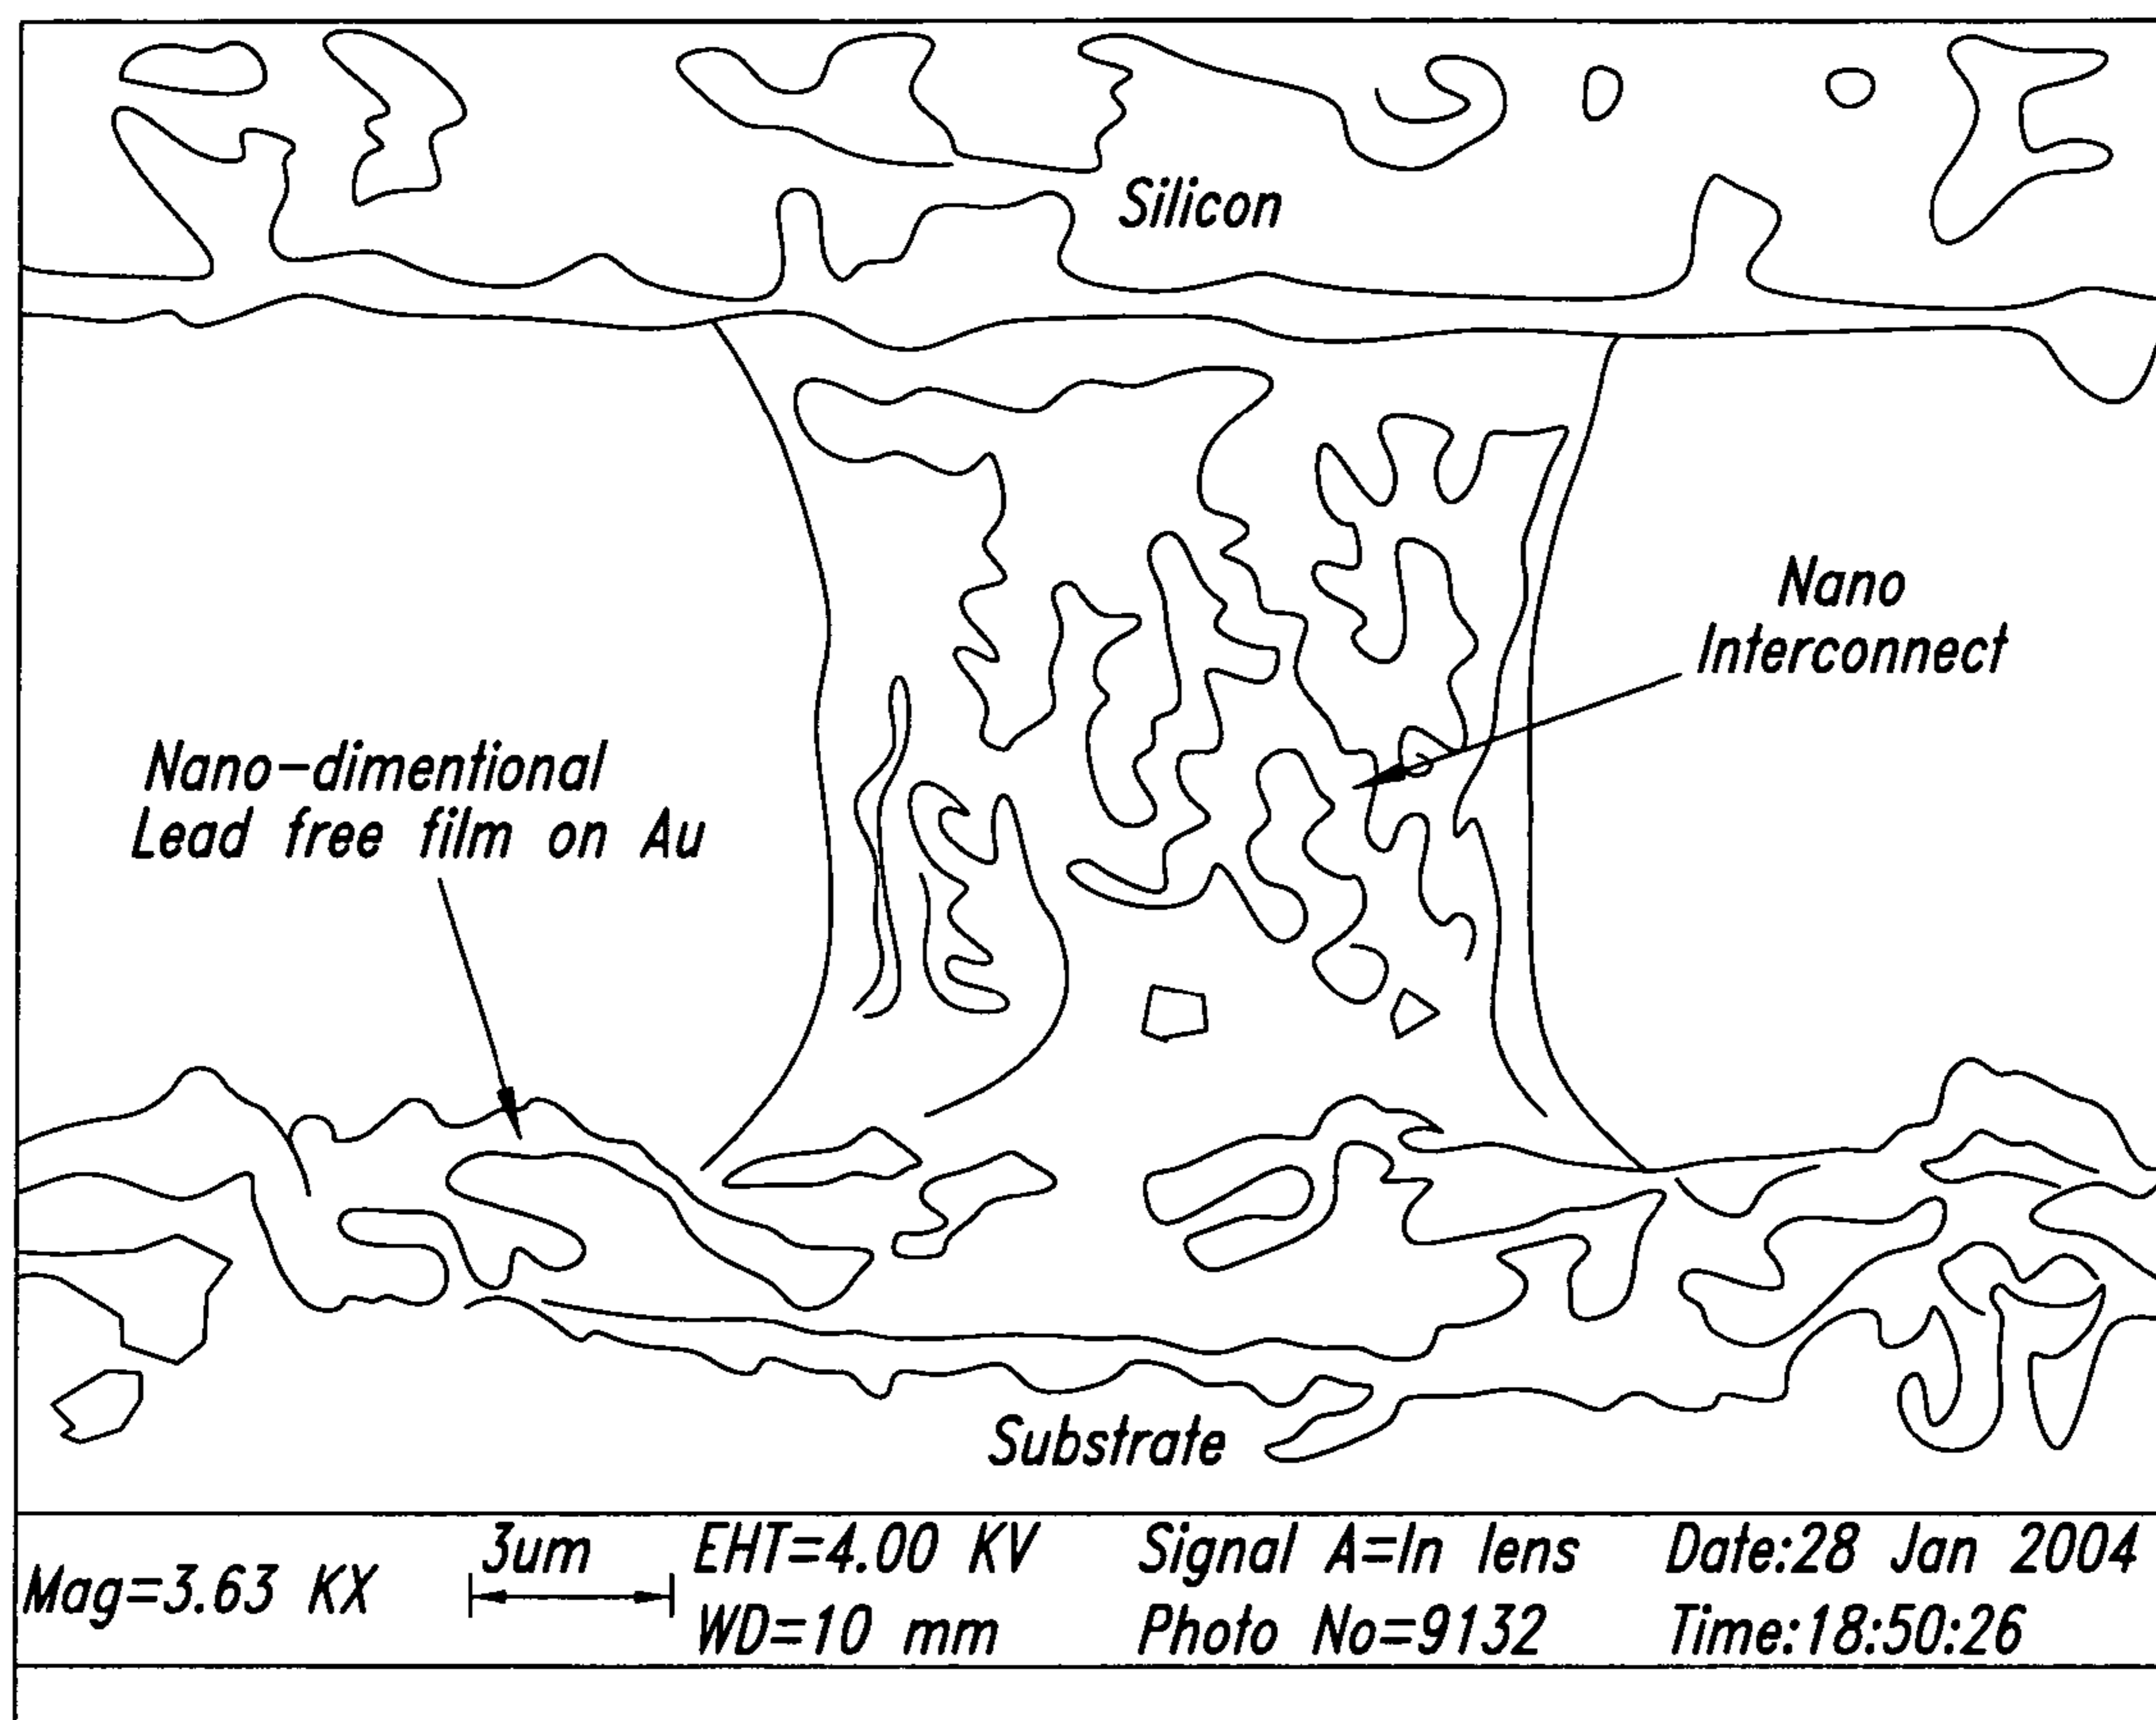 Silicon
Nano
Interconnect
Nano-dimentional
Lead free film on Au
Substrate
Mag=3.63 KX
3um
EHT=4.00 KV
WD=10 mm
Signal A=In lens
Photo No=9132
Date:28 Jan 2004
Time:18:50:26